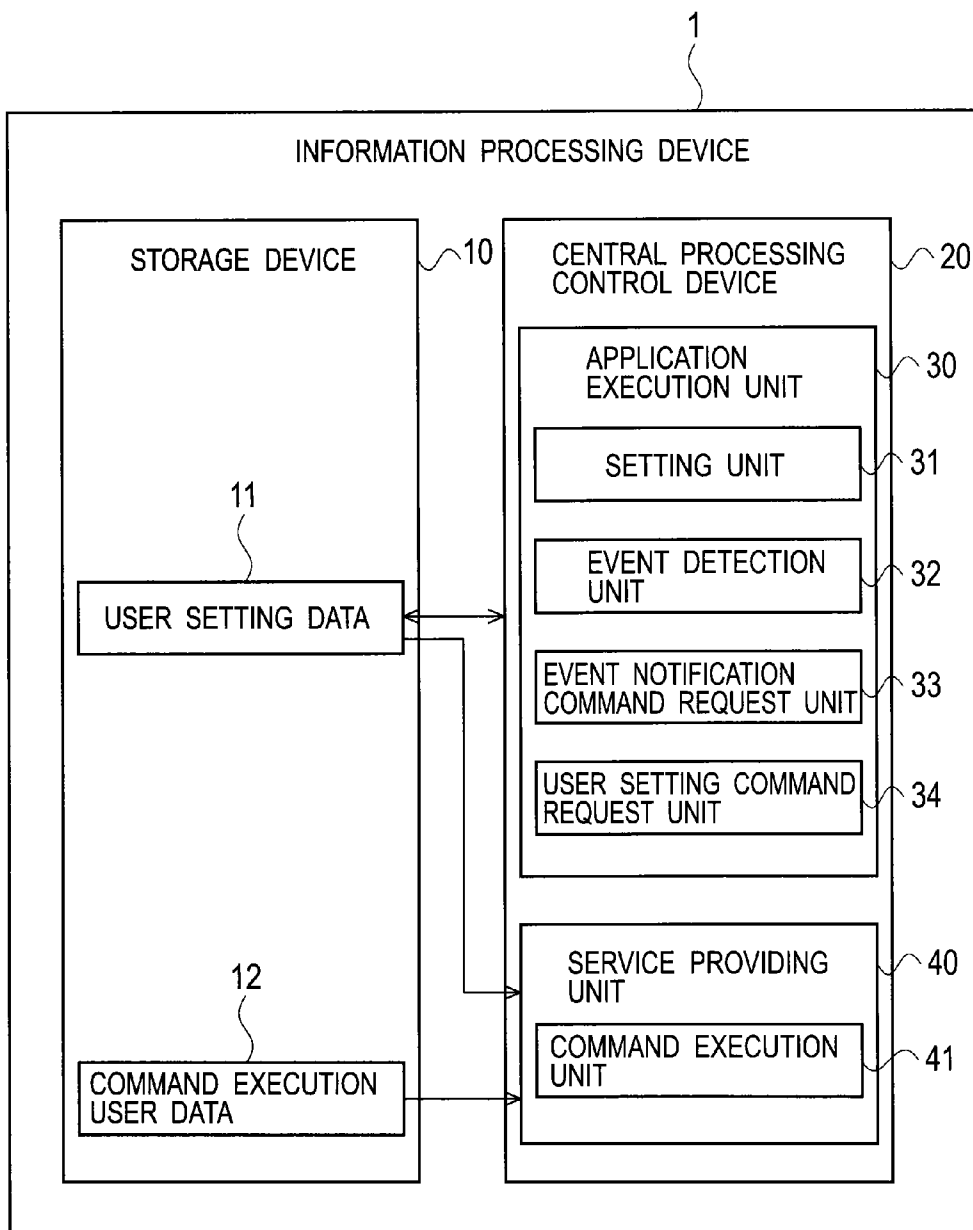 1
INFORMATION PROCESSING DEVICE
STORAGE DEVICE
10
11
USER SETTING DATA
12
COMMAND EXECUTION
USER DATA
CENTRAL PROCESSING
CONTROL DEVICE
20
APPLICATION
EXECUTION UNIT
30
SETTING UNIT
31
EVENT DETECTION
UNIT
32
EVENT NOTIFICATION
COMMAND REQUEST UNIT
33
USER SETTING COMMAND
REQUEST UNIT
34
SERVICE PROVIDING
UNIT
40
COMMAND EXECUTION
UNIT
41